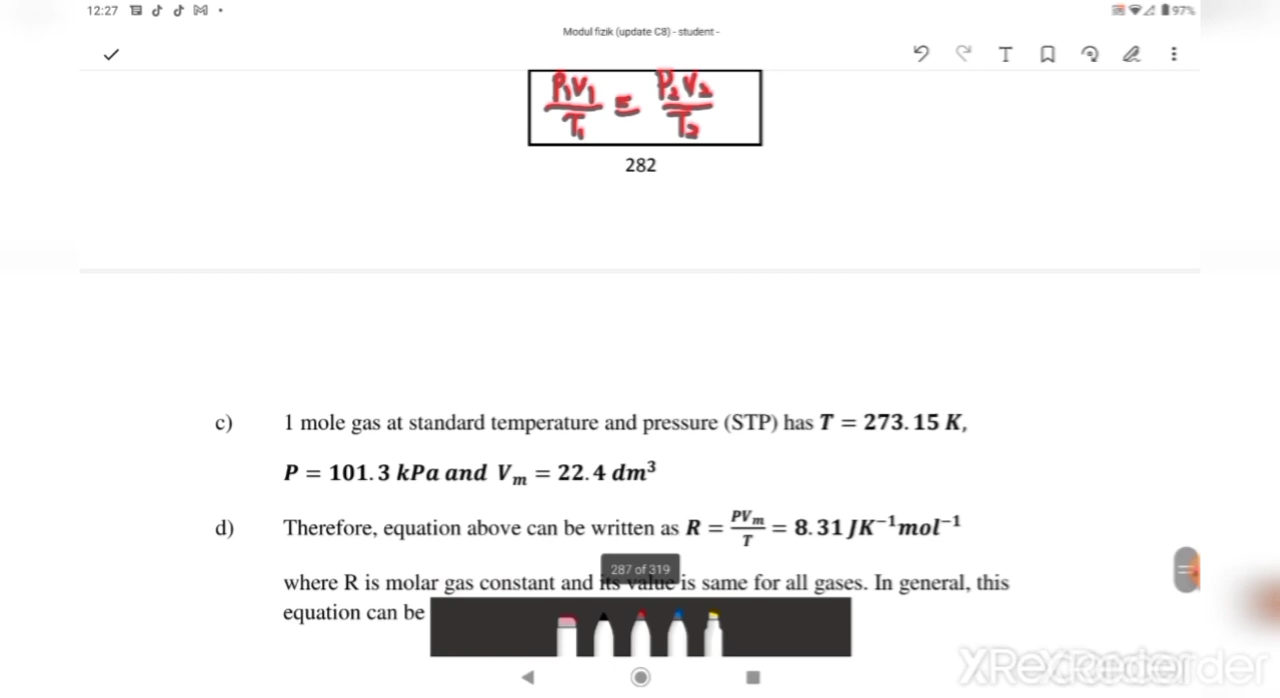 12:27
97%
Modul fizik (update C8) - student -
P₁V₁/T₁ = P₂V₂/T₂
282
c) 1 mole gas at standard temperature and pressure (STP) has T = 273.15 K,
P = 101.3 kPa and Vₘ = 22.4 dm³
d) Therefore, equation above can be written as R = PVₘ/T = 8.31 JK⁻¹mol⁻¹
287 of 319
where R is molar gas constant and its value is same for all gases. In general, this
equation can be